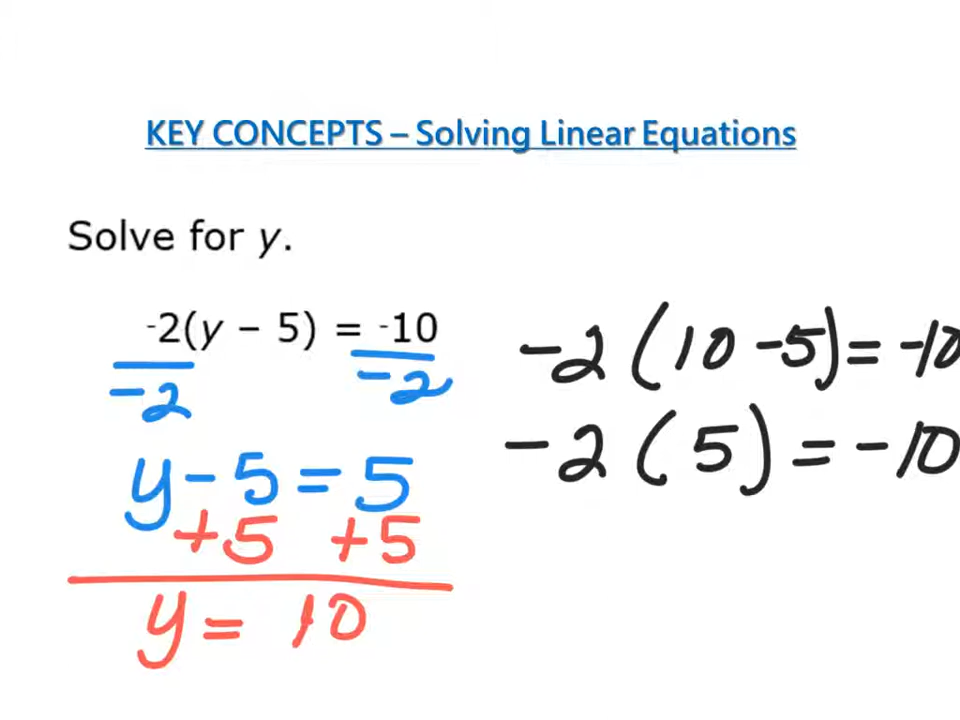 KEY CONCEPTS – Solving Linear Equations
Solve for y.
-2(y – 5) = -10
-2 -2
y - 5 = 5
+5 +5
y = 10
-2 (10 -5) = -10
-2 (5) = -10